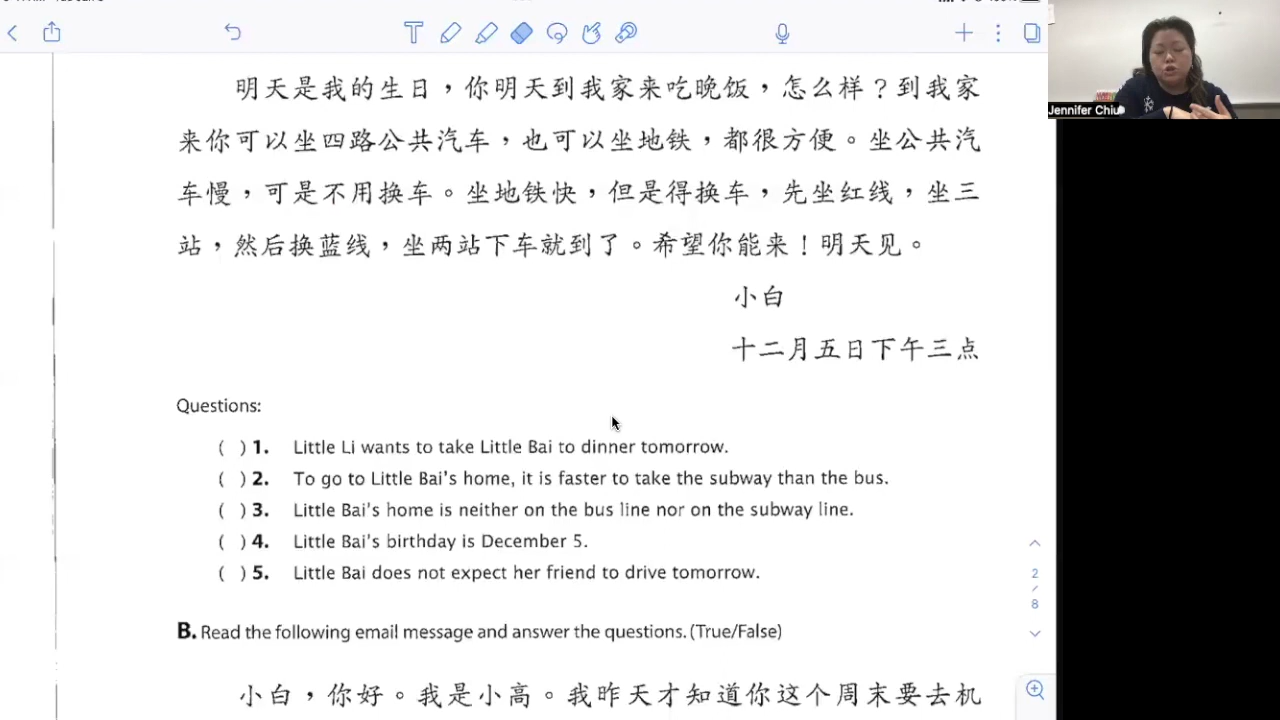 明天是我的生日，你明天到我家来吃晚饭，怎么样？到我家
来你可以坐四路公共汽车，也可以坐地铁，都很方便。坐公共汽
车慢，可是不用换车。坐地铁快，但是得换车，先坐红线，坐三
站，然后换蓝线，坐两站下车就到了。希望你能来！明天见。
小白
十二月五日下午三点
Questions:
( ) 1. Little Li wants to take Little Bai to dinner tomorrow.
( ) 2. To go to Little Bai's home, it is faster to take the subway than the bus.
( ) 3. Little Bai's home is neither on the bus line nor on the subway line.
( ) 4. Little Bai's birthday is December 5.
( ) 5. Little Bai does not expect her friend to drive tomorrow.
B. Read the following email message and answer the questions. (True/False)
小白，你好。我是小高。我昨天才知道你这个周末要去机
Jennifer Chiu
2
/
8